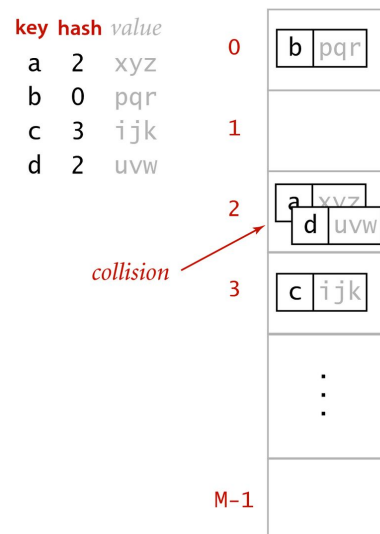 key hash value
a 2 xyz
b 0 pqr
c 3 ijk
d 2 uvw
collision
0 b pqr
1
2 a xyz
d uvw
3 c ijk
M-1